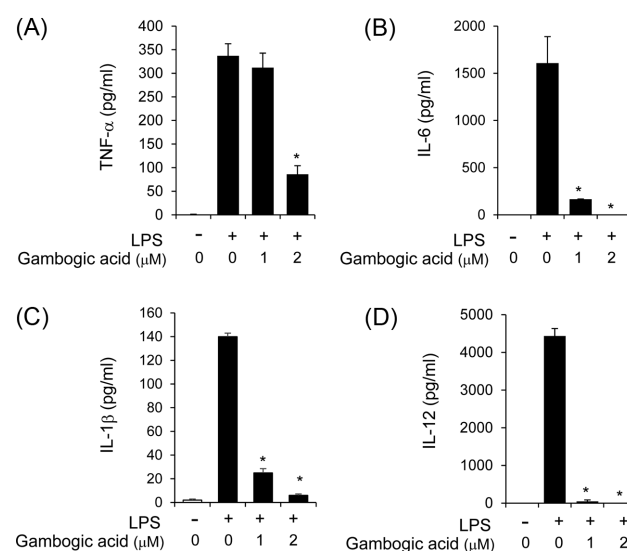 (A)
TNF-α (pg/ml)
400
350
300
250
200
150
100
50
0
*
LPS - + + +
Gambogic acid (μM) 0 0 1 2
(B)
IL-6 (pg/ml)
2000
1500
1000
500
0
* *
LPS - + + +
Gambogic acid (μM) 0 0 1 2
(C)
IL-1β (pg/ml)
160
140
120
100
80
60
40
20
0
* *
LPS - + + +
Gambogic acid (μM) 0 0 1 2
(D)
IL-12 (pg/ml)
5000
4000
3000
2000
1000
0
* *
LPS - + + +
Gambogic acid (μM) 0 0 1 2